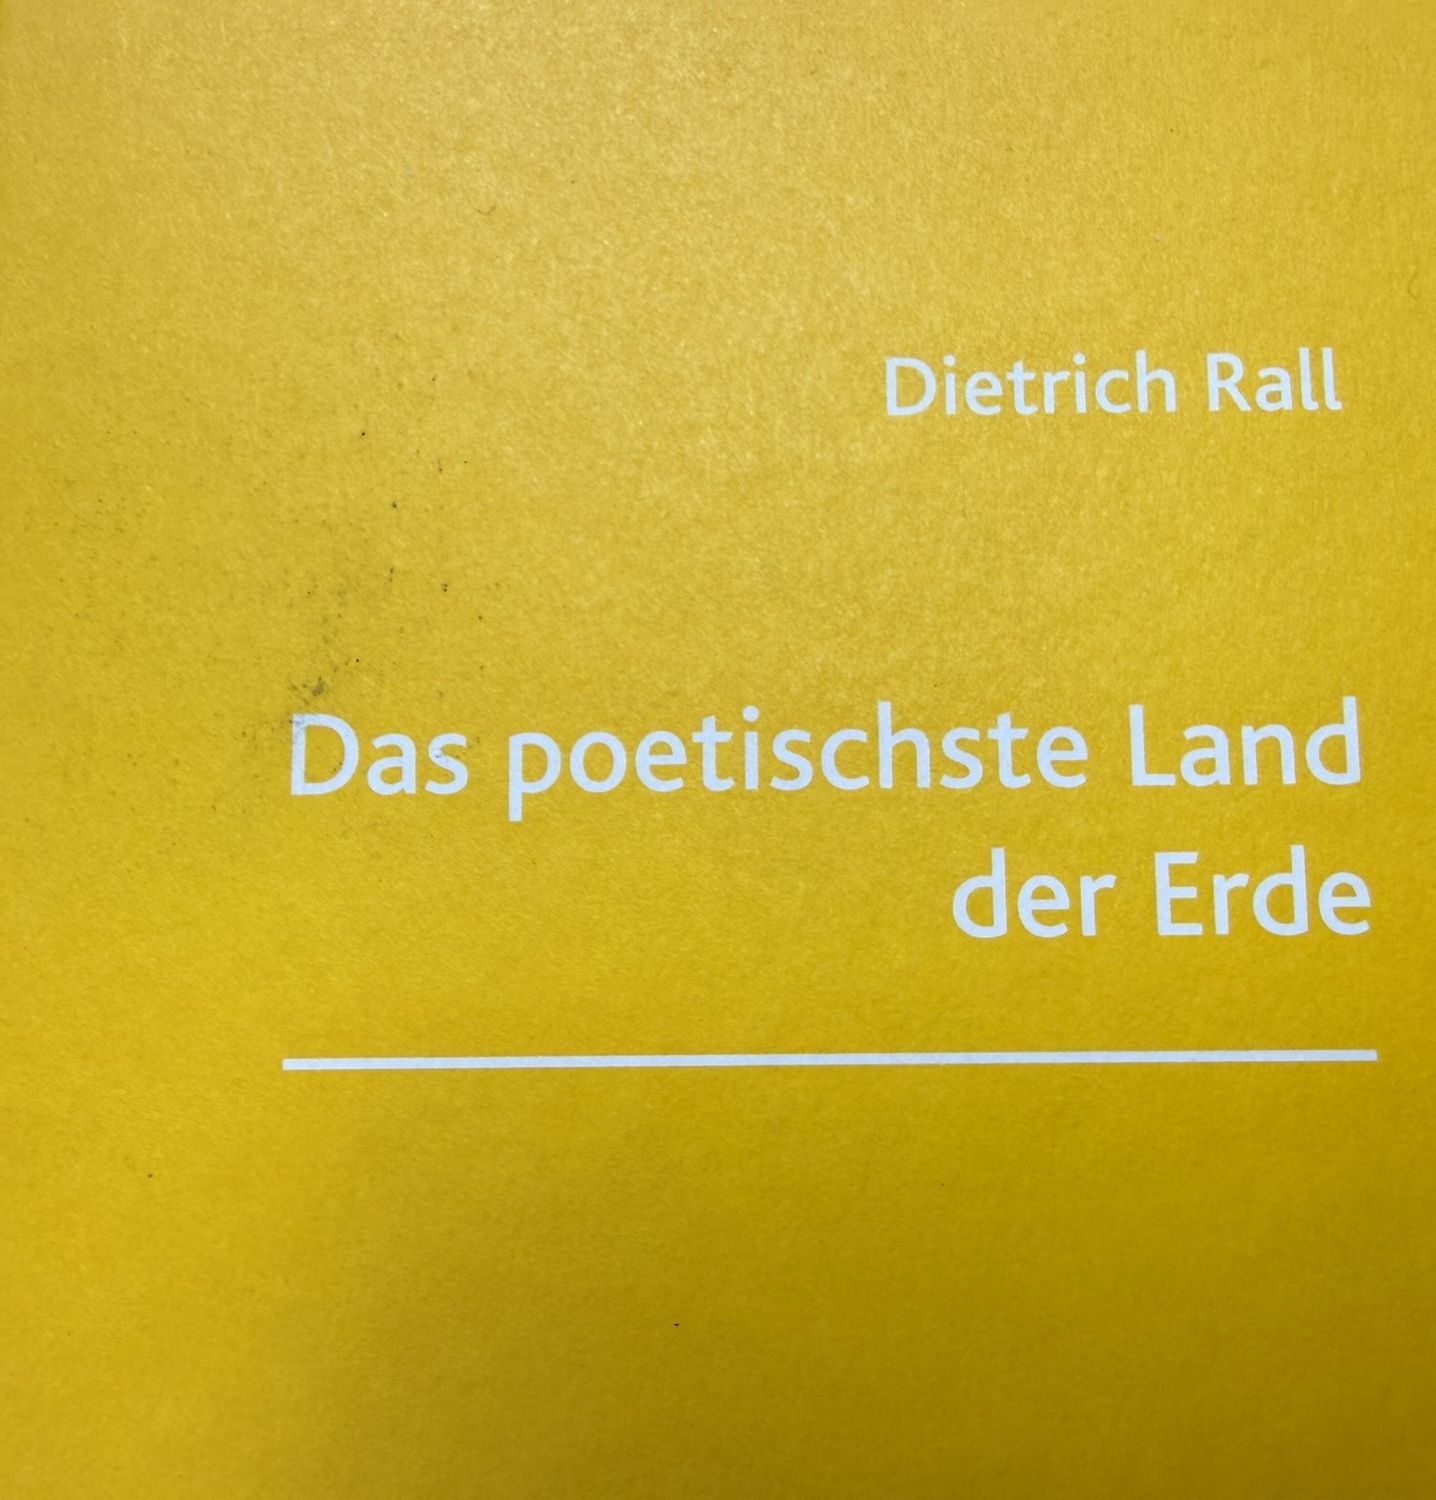 Dietrich Rall
Das poetischste Land
der Erde